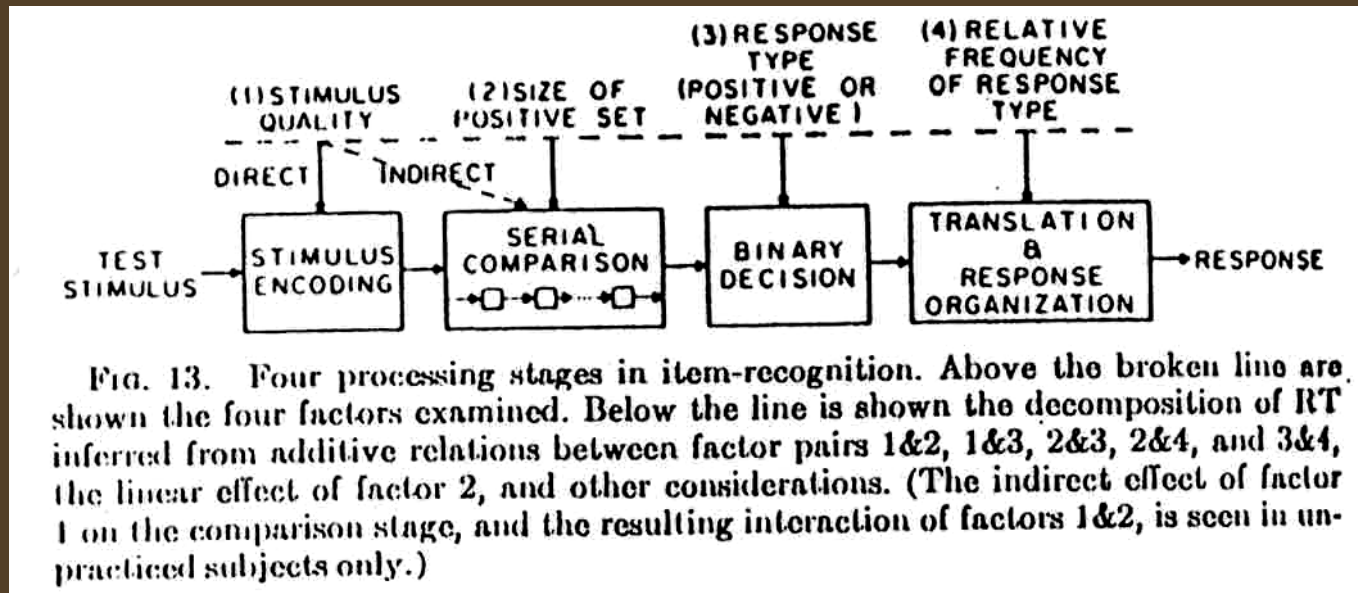 (1) STIMULUS QUALITY
(2) SIZE OF POSITIVE SET
(3) RESPONSE TYPE (POSITIVE OR NEGATIVE)
(4) RELATIVE FREQUENCY OF RESPONSE TYPE
DIRECT
INDIRECT
TEST STIMULUS
STIMULUS ENCODING
SERIAL COMPARISON
BINARY DECISION
TRANSLATION & RESPONSE ORGANIZATION
RESPONSE
FIG. 13. Four processing stages in item-recognition. Above the broken line are
shown the four factors examined. Below the line is shown the decomposition of RT
inferred from additive relations between factor pairs 1&2, 1&3, 2&3, 2&4, and 3&4,
the linear effect of factor 2, and other considerations. (The indirect effect of factor
1 on the comparison stage, and the resulting interaction of factors 1&2, is seen in un-
practiced subjects only.)